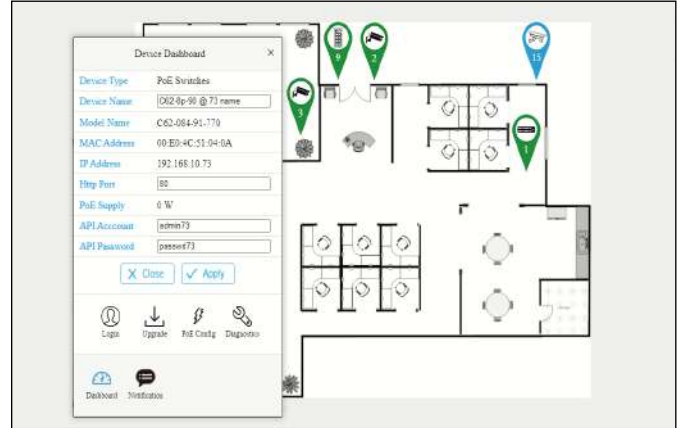 Device Dashboard ×
Device Type PoE Switches
Device Name C62-8p-90 @ 73 name
Model Name C62-084-91-770
MAC Address 00:E0:4C:51:04:0A
IP Address 192.168.10.73
Http Port 80
PoE Supply 0 W
API Acccount admin73
API Password passwd73
X Close ✓ Apply
Login Upgrade PoE Config Diagnostics
Dashboard Notification
9 2 15
3
1